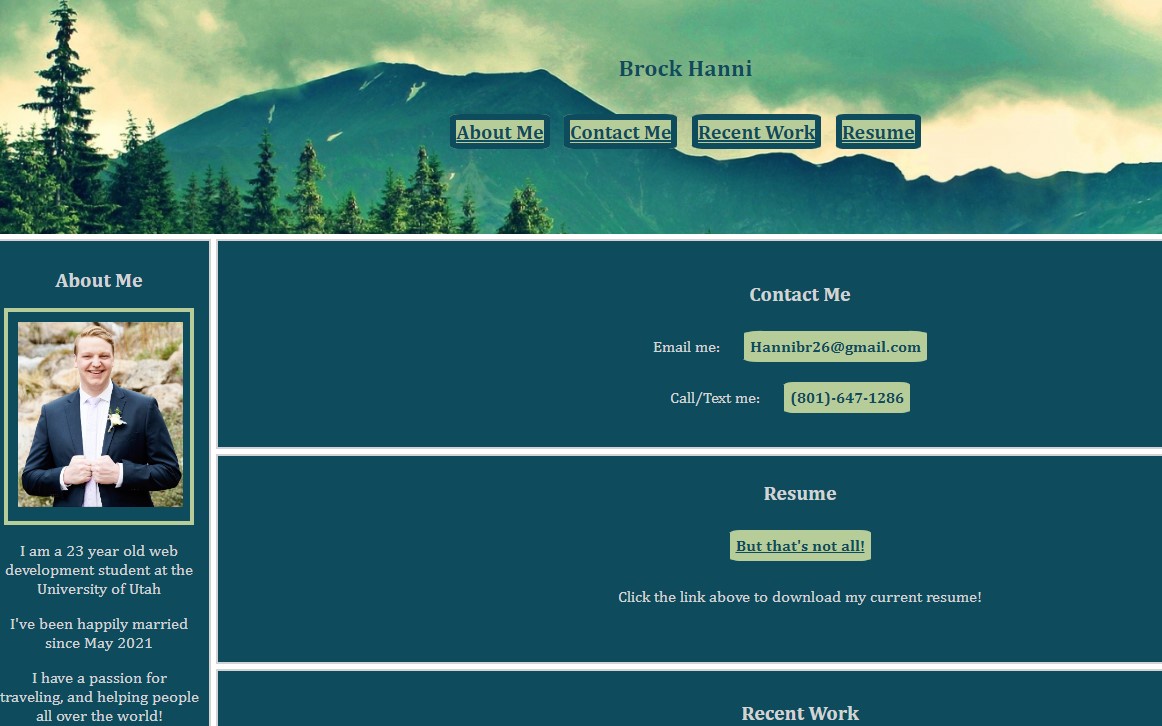 Brock Hanni
About Me
Contact Me
Recent Work
Resume
About Me
I am a 23 year old web
development student at the
University of Utah
I've been happily married
since May 2021
I have a passion for
traveling, and helping people
all over the world!
Contact Me
Email me: Hannibr26@gmail.com
Call/Text me: (801)-647-1286
Resume
But that's not all!
Click the link above to download my current resume!
Recent Work